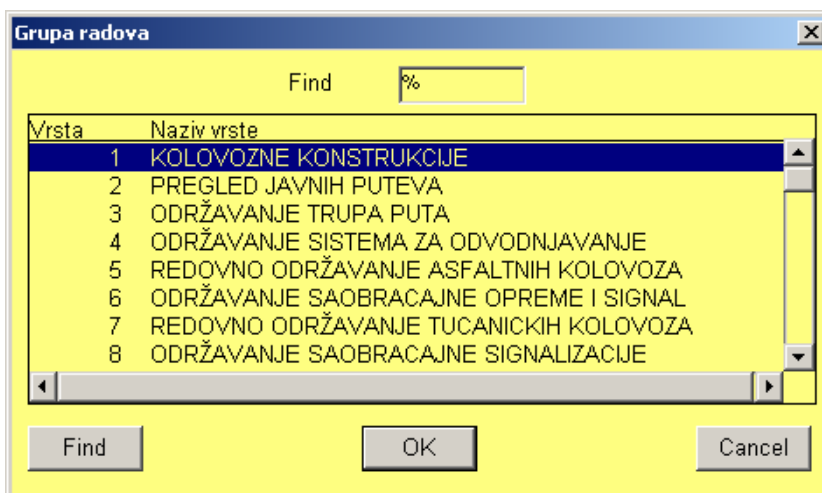 Grupa radova
Find %
Vrsta Naziv vrste
1 KOLOVOZNE KONSTRUKCIJE
2 PREGLED JAVNIH PUTEVA
3 ODRŽAVANJE TRUPA PUTA
4 ODRŽAVANJE SISTEMA ZA ODVODNJAVANJE
5 REDOVNO ODRŽAVANJE ASFALTNIH KOLOVOZA
6 ODRŽAVANJE SAOBRACAJNE OPREME I SIGNAL
7 REDOVNO ODRŽAVANJE TUCANICKIH KOLOVOZA
8 ODRŽAVANJE SAOBRACAJNE SIGNALIZACIJE
Find OK Cancel